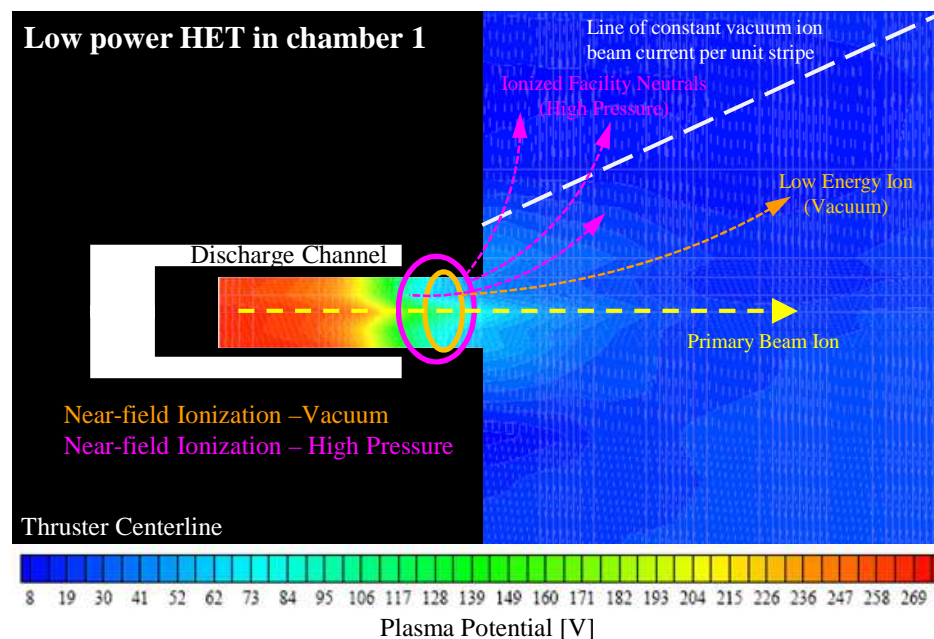 Low power HET in chamber 1
Line of constant vacuum ion
beam current per unit stripe
Ionized Facility Neutrals
(High Pressure)
Low Energy Ion
(Vacuum)
Discharge Channel
Primary Beam Ion
Near-field Ionization –Vacuum
Near-field Ionization – High Pressure
Thruster Centerline
8 19 30 41 52 62 73 84 95 106 117 128 139 149 160 171 182 193 204 215 226 236 247 258 269
Plasma Potential [V]